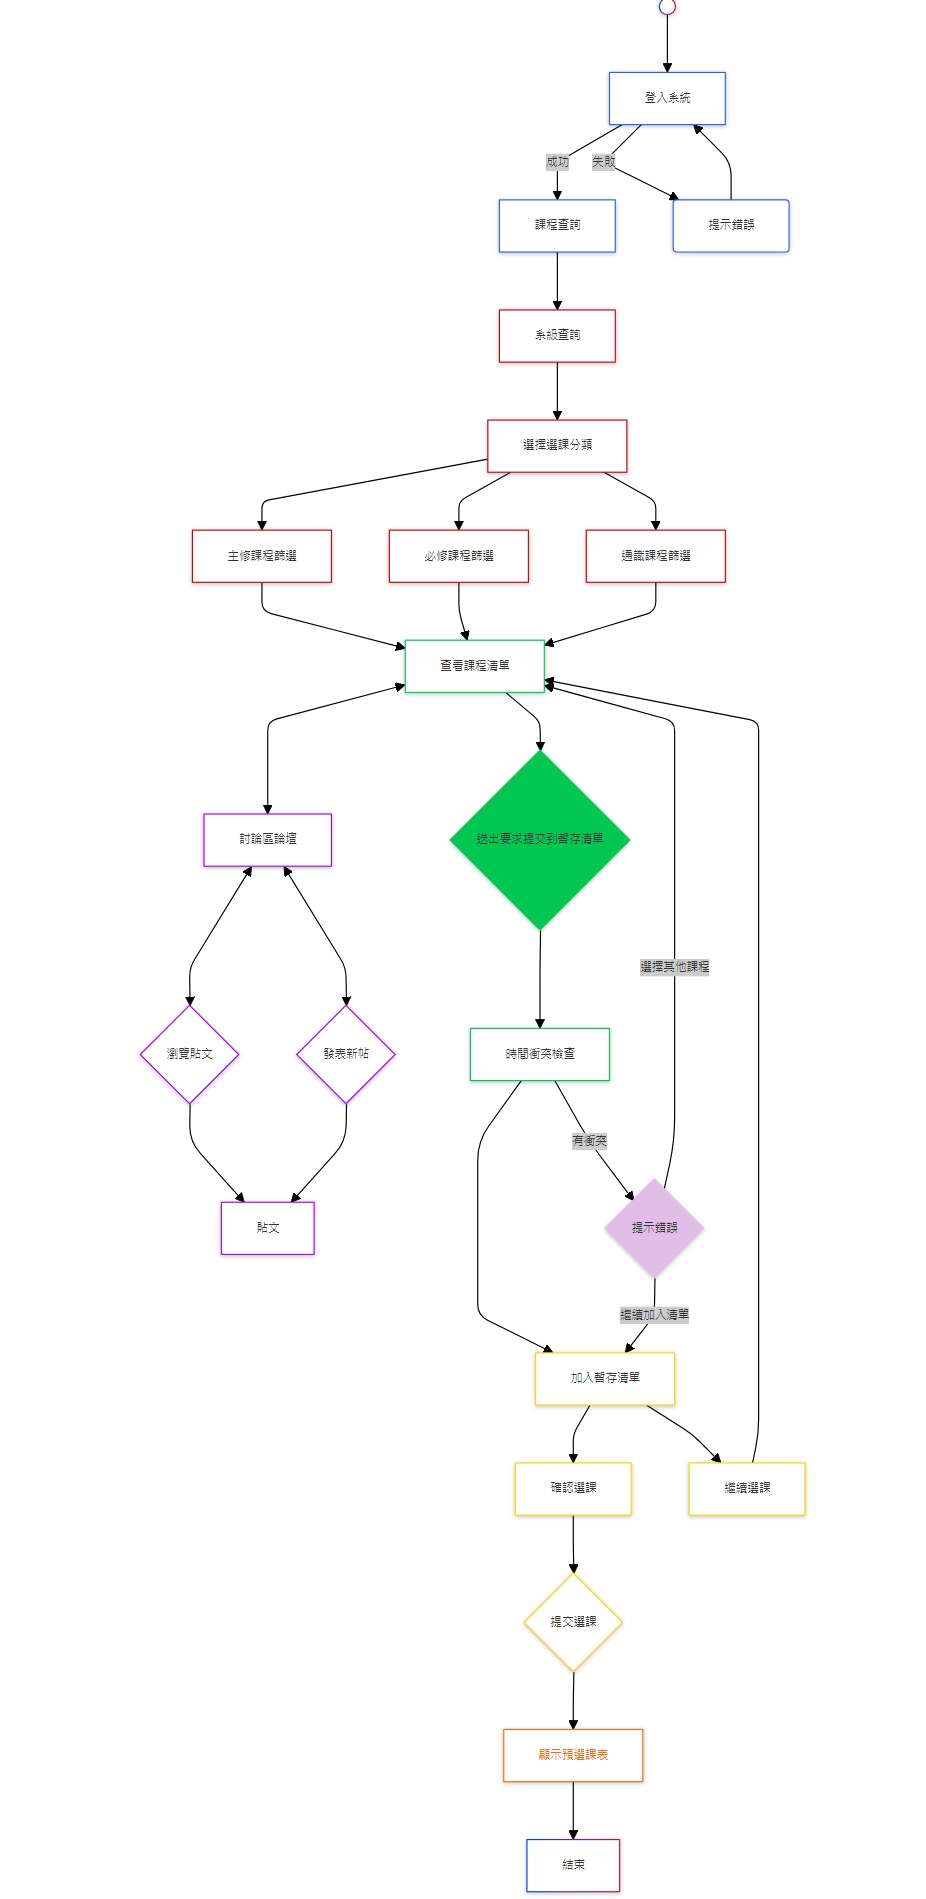 登入系統
成功
失敗
課程查詢
提示錯誤
系級查詢
選擇選課分類
主修課程篩選
必修課程篩選
通識課程篩選
查看課程清單
討論區論壇
送出要求提交到暫存清單
選擇其他課程
瀏覽貼文
發表新帖
時間衝突檢查
有衝突
貼文
提示錯誤
繼續加入清單
加入暫存清單
確認選課
繼續選課
提交選課
顯示預選課表
結束